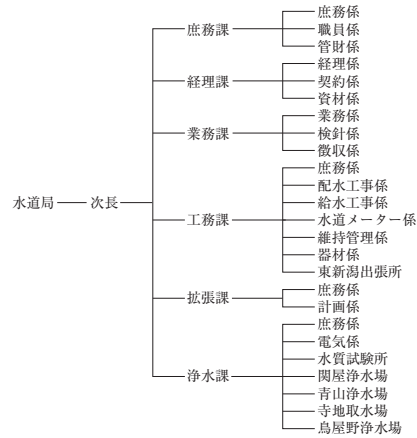 水道局
次長
庶務課
庶務係
職員係
管財係
経理課
経理係
契約係
資材係
業務課
業務係
検針係
徴収係
工務課
庶務係
配水工事係
給水工事係
水道メーター係
維持管理係
器材係
東新潟出張所
拡張課
庶務係
計画係
浄水課
庶務係
電気係
水質試験所
関屋浄水場
青山浄水場
寺地取水場
鳥屋野浄水場